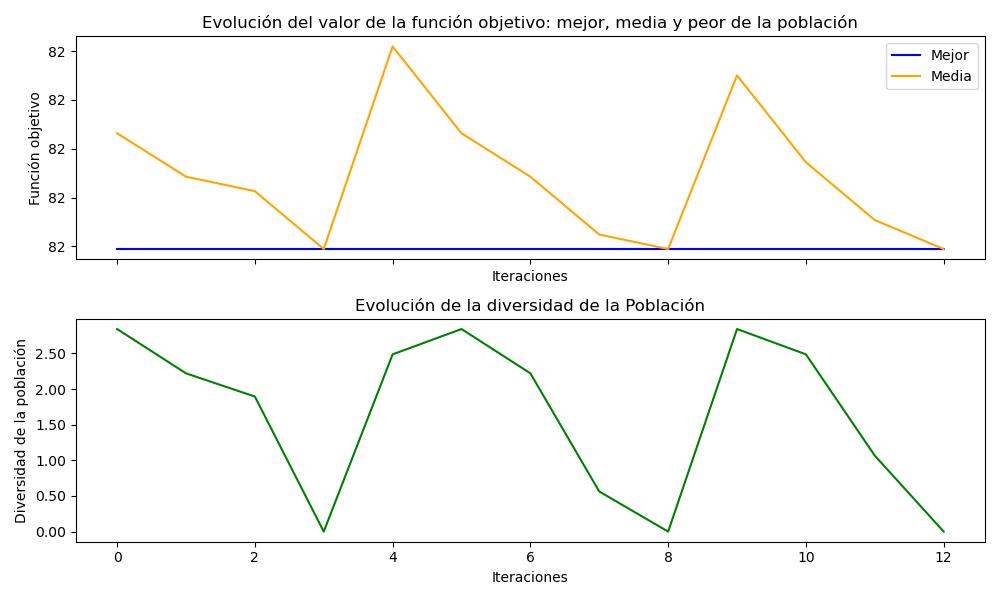 Evolución del valor de la función objetivo: mejor, media y peor de la población
82
82
82
82
82
Función objetivo
Mejor
Media
Iteraciones
Evolución de la diversidad de la Población
2.50
2.00
1.50
1.00
0.50
0.00
Diversidad de la población
0 2 4 6 8 10 12
Iteraciones